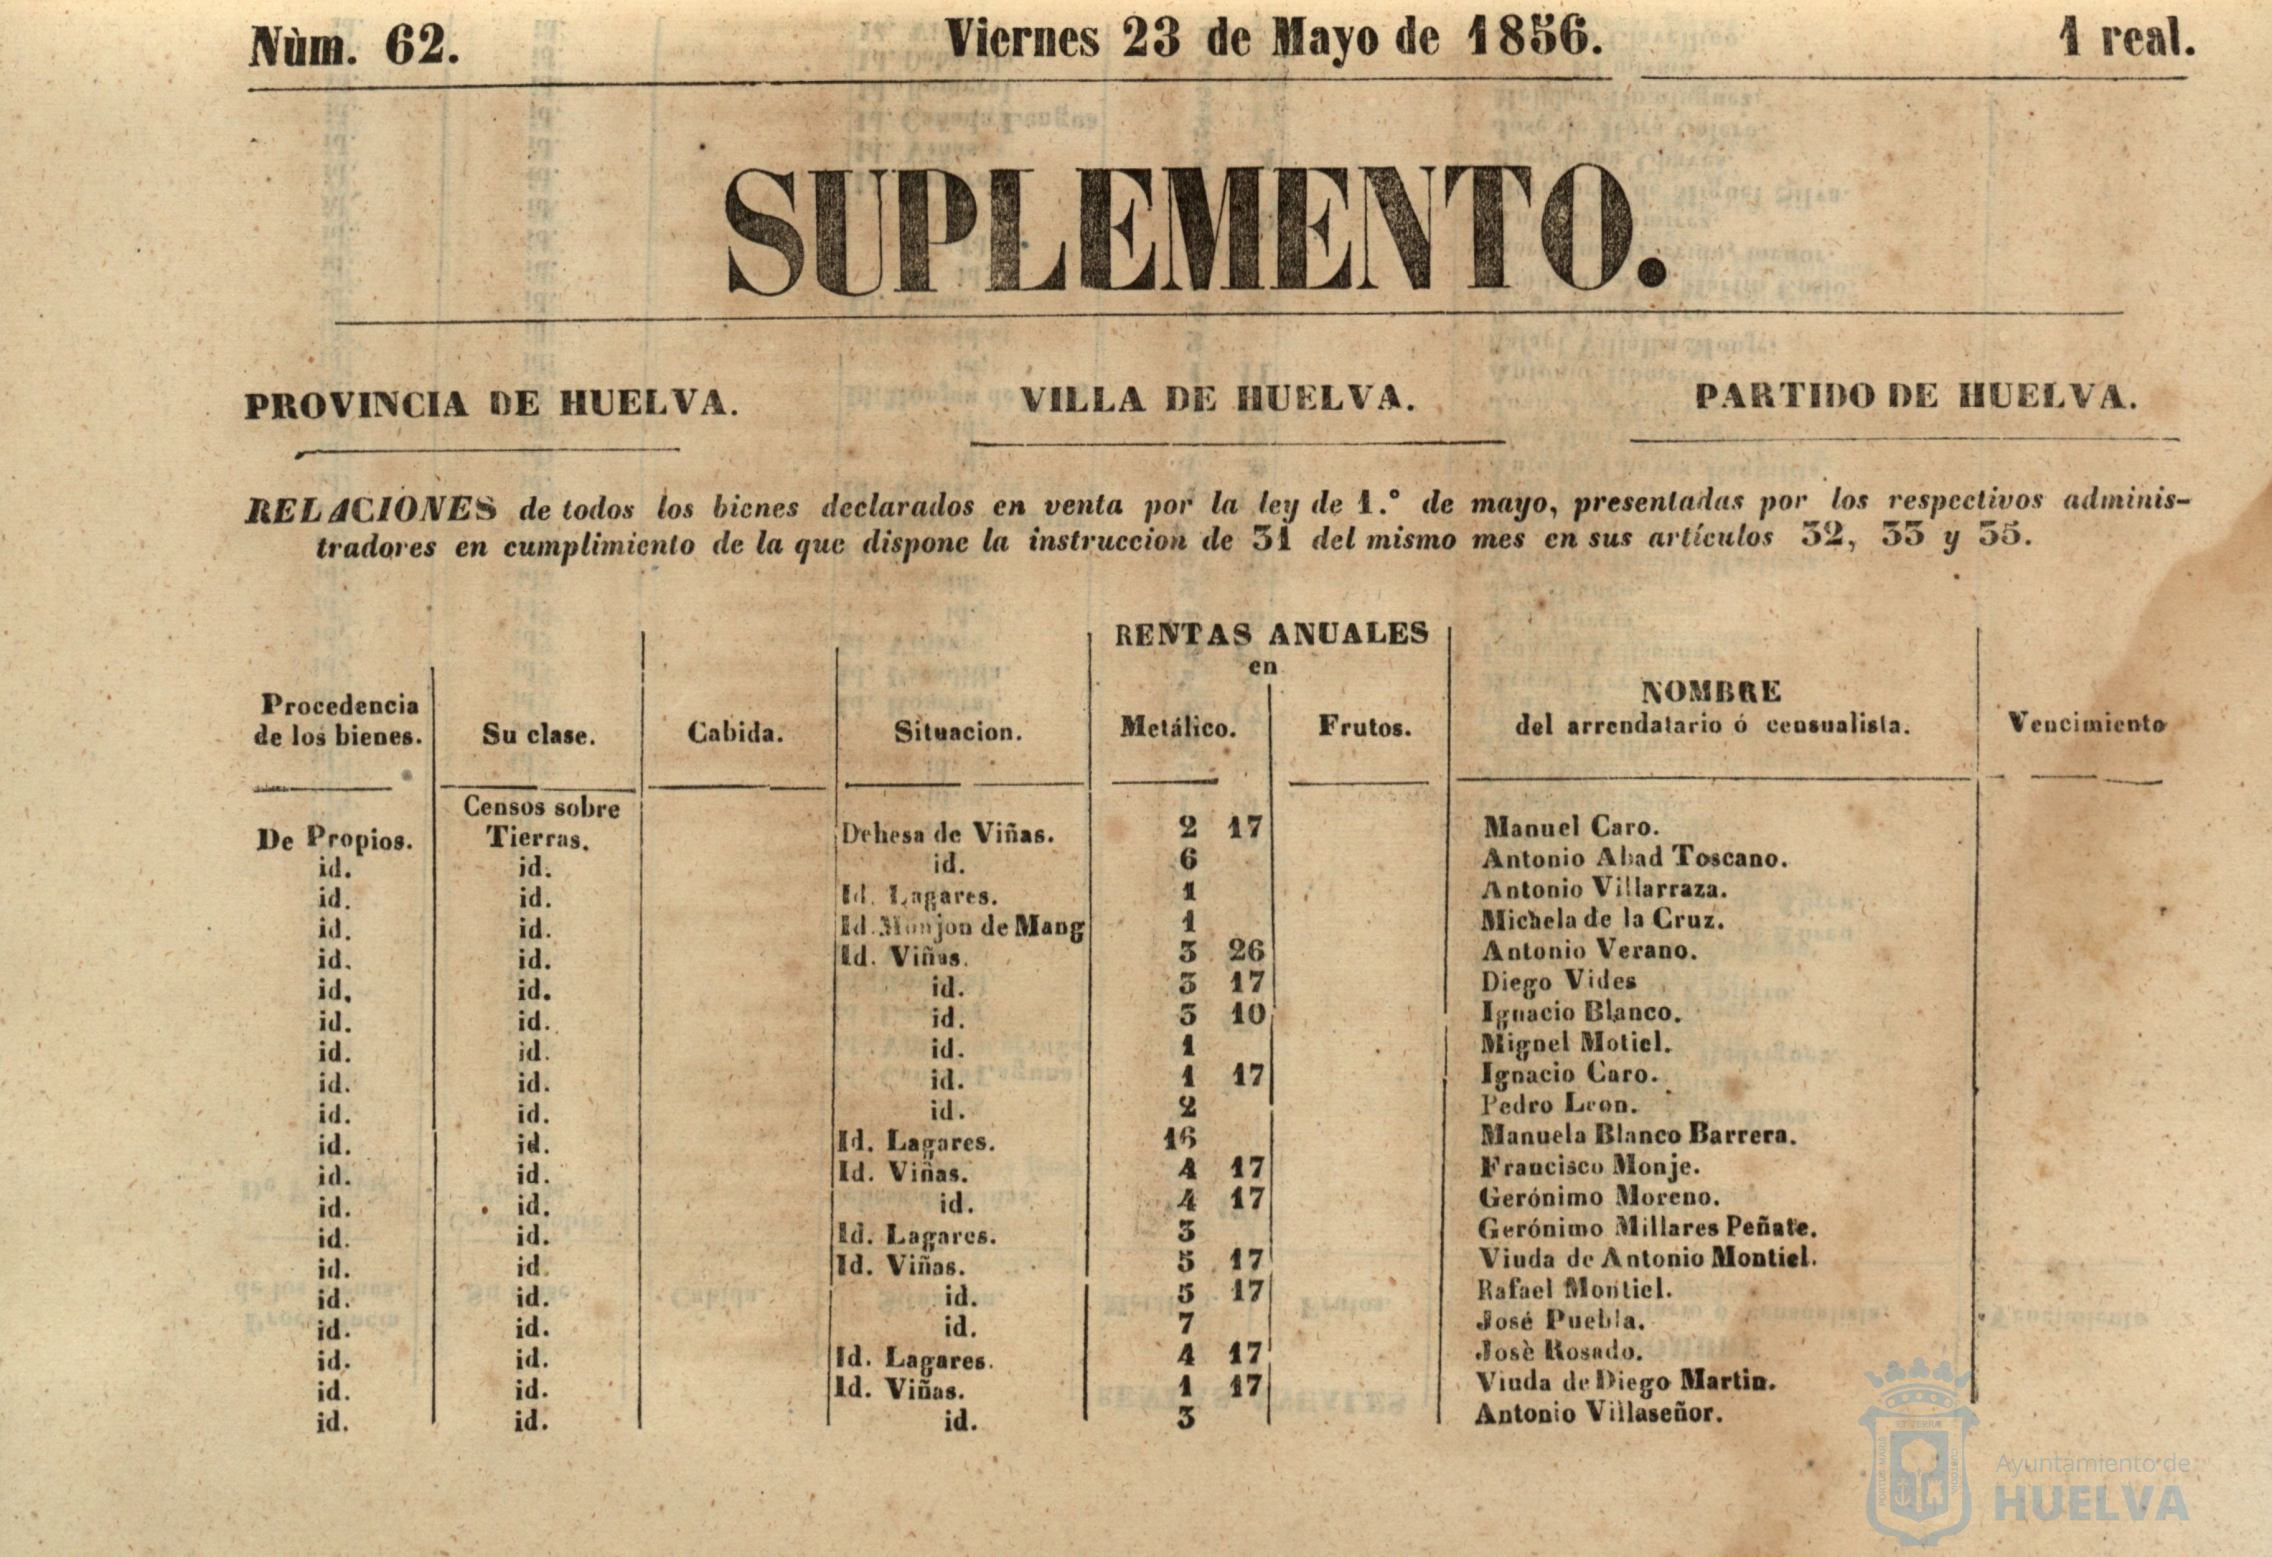 Nùm. 62. Viernes 23 de Mayo de 1856. 1 real.
SUPLEMENTO.
PROVINCIA DE HUELVA. VILLA DE HUELVA. PARTIDO DE HUELVA.
RELACIONES de todos los bienes declarados en venta por la ley de 1.º de mayo, presentadas por los respectivos adminis-
tradores en cumplimiento de la que dispone la instruccion de 31 del mismo mes en sus artículos 32, 33 y 35.
RENTAS ANUALES
en
Procedencia
de los bienes. Su clase. Cabida. Situacion. Metálico. Frutos. NOMBRE
del arrendatario ó censualista. Vencimiento
Censos sobre
De Propios. Tierras. Dehesa de Viñas. 2 17 Manuel Caro.
id. id. id. 6 Antonio Abad Toscano.
id. id. Id. Lagares. 1 Antonio Villarraza.
id. id. Id. Monjon de Mang 1 Michela de la Cruz.
id. id. Id. Viñas. 3 26 Antonio Verano.
id. id. id. 3 17 Diego Vides
id. id. id. 3 10 Ignacio Blanco.
id. id. id. 1 Mignel Motiel.
id. id. id. 1 17 Ignacio Caro.
id. id. id. 2 Pedro Leon.
id. id. Id. Lagares. 16 Manuela Blanco Barrera.
id. id. Id. Viñas. 4 17 Francisco Monje.
id. id. id. 4 17 Gerónimo Moreno.
id. id. Id. Lagares. 3 Gerónimo Millares Peñate.
id. id. Id. Viñas. 5 17 Viuda de Antonio Montiel.
id. id. id. 5 17 Rafael Montiel.
id. id. id. 7 José Puebla.
id. id. Id. Lagares. 4 17 Josè Rosado.
id. id. Id. Viñas. 1 17 Viuda de Diego Martin.
id. id. id. 3 Antonio Villaseñor.
Ayuntamiento de
HUELVA